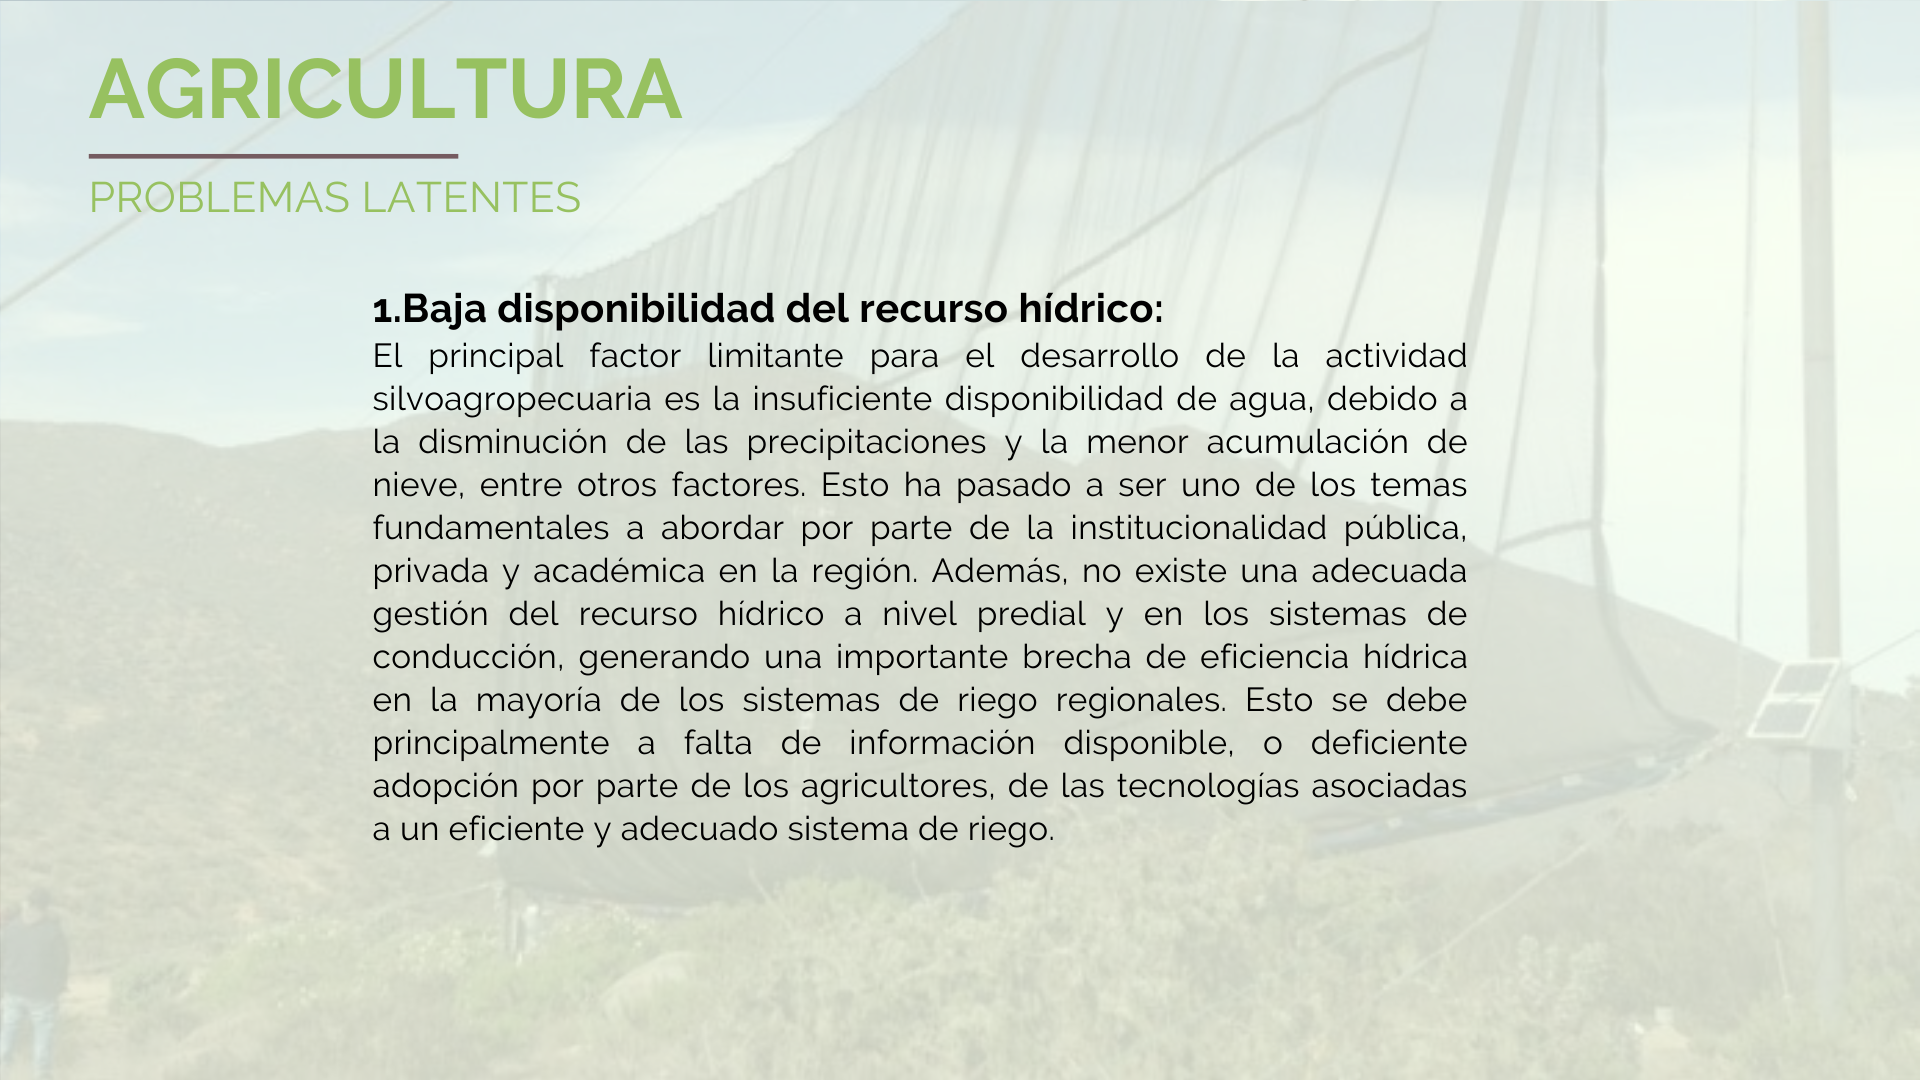 AGRICULTURA
PROBLEMAS LATENTES
1.Baja disponibilidad del recurso hídrico:
El principal factor limitante para el desarrollo de la actividad
silvoagropecuaria es la insuficiente disponibilidad de agua, debido a
la disminución de las precipitaciones y la menor acumulación de
nieve, entre otros factores. Esto ha pasado a ser uno de los temas
fundamentales a abordar por parte de la institucionalidad pública,
privada y académica en la región. Además, no existe una adecuada
gestión del recurso hídrico a nivel predial y en los sistemas de
conducción, generando una importante brecha de eficiencia hídrica
en la mayoría de los sistemas de riego regionales. Esto se debe
principalmente a falta de información disponible, o deficiente
adopción por parte de los agricultores, de las tecnologías asociadas
a un eficiente y adecuado sistema de riego.